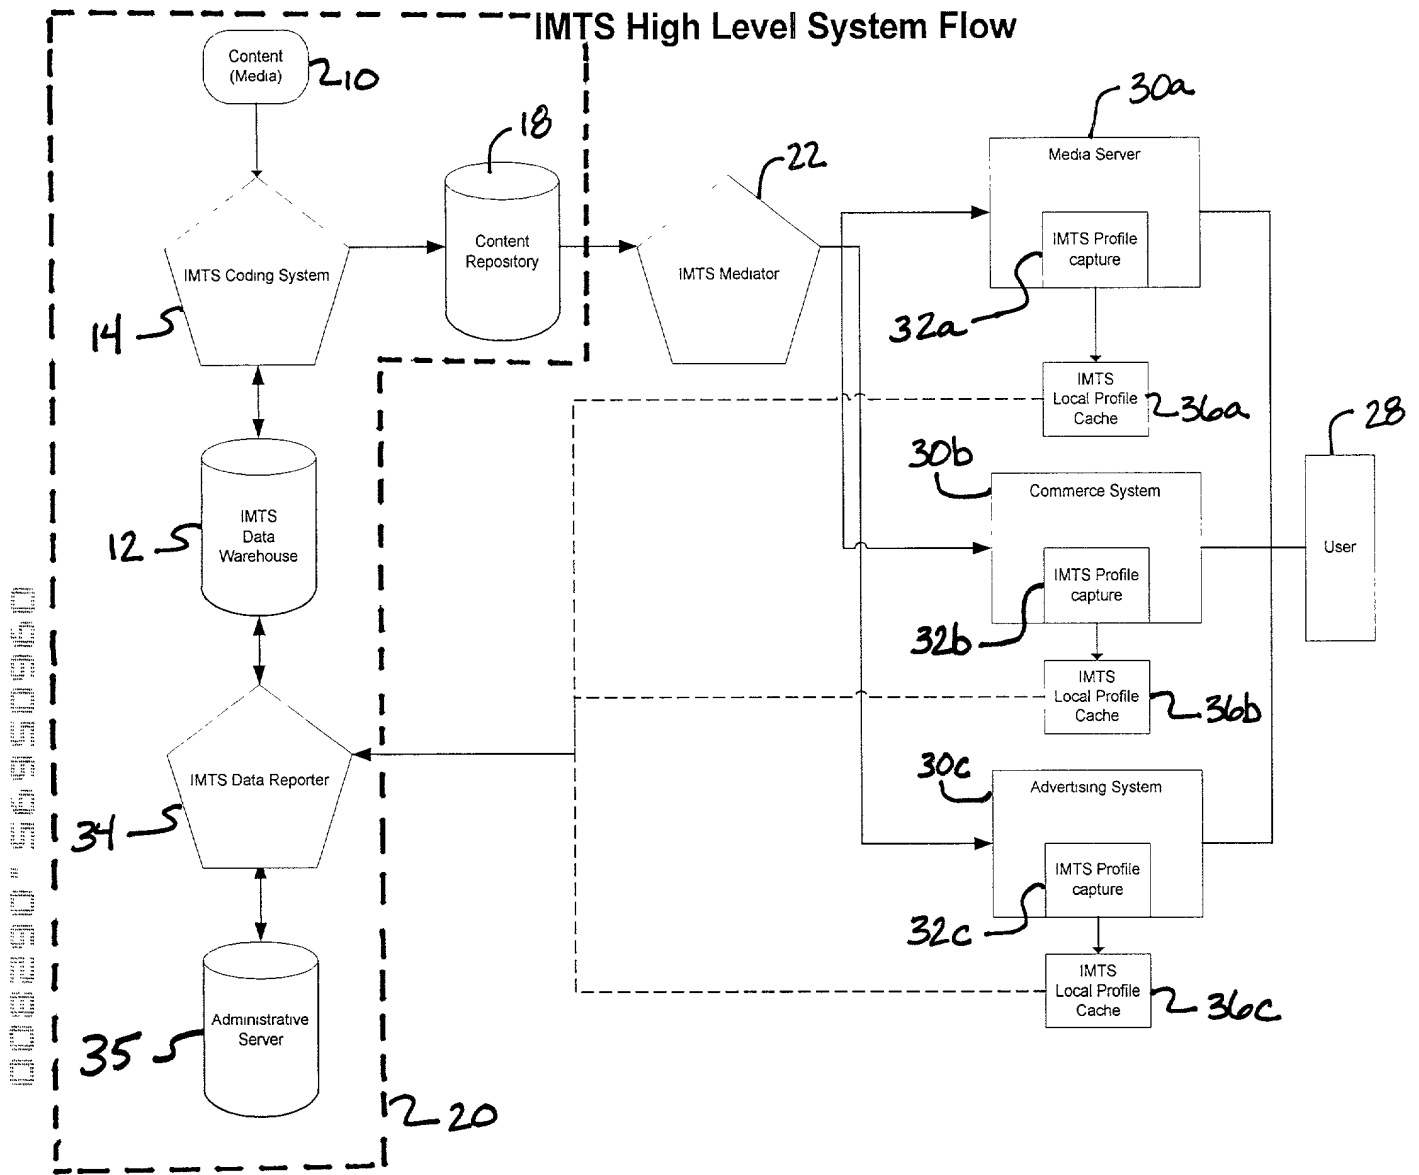 IMTS High Level System Flow
Content
(Media)
10
18
22
30a
Media Server
IMTS Profile
capture
32a
Content
Repository
IMTS Coding System
14
IMTS Mediator
IMTS
Local Profile
Cache
36a
28
30b
Commerce System
IMTS
Data
Warehouse
12
User
IMTS Profile
capture
32b
IMTS
Local Profile
Cache
36b
IMTS Data Reporter
34
30c
Advertising System
IMTS Profile
capture
32c
IMTS
Local Profile
Cache
36c
Administrative
Server
35
20